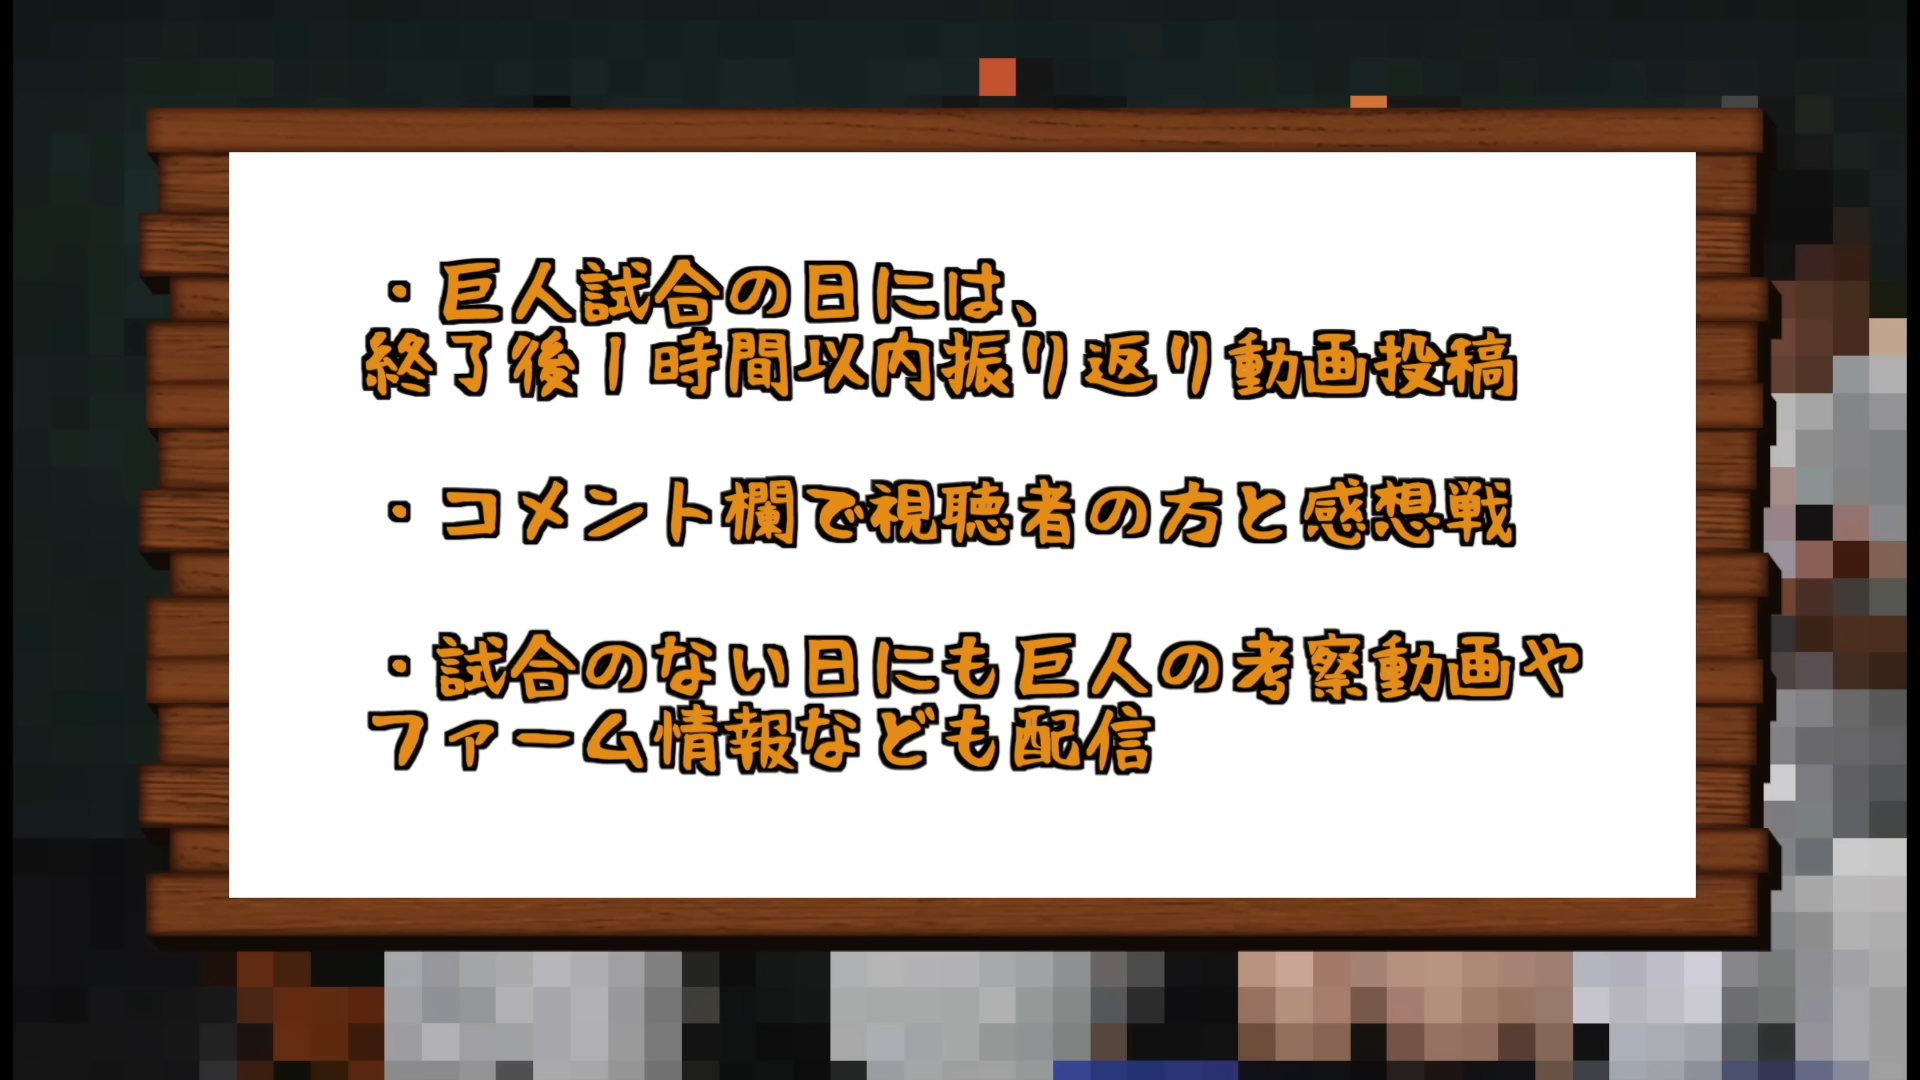 ・巨人試合の日には、
終了後1時間以内振り返り動画投稿
・コメント欄で視聴者の方と感想戦
・試合のない日にも巨人の考察動画や
ファーム情報なども配信